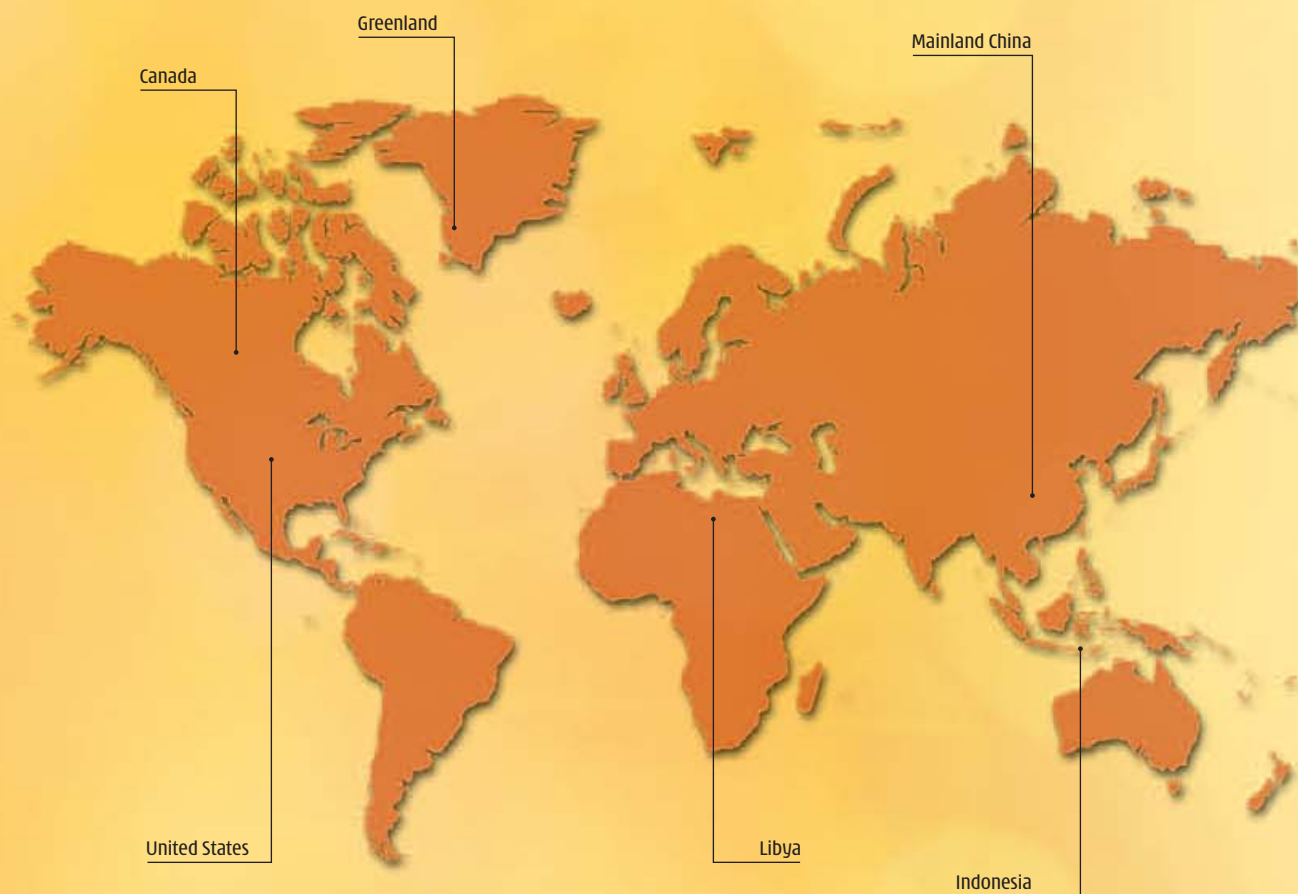 Greenland
Mainland China
Canada
United States
Libya
Indonesia